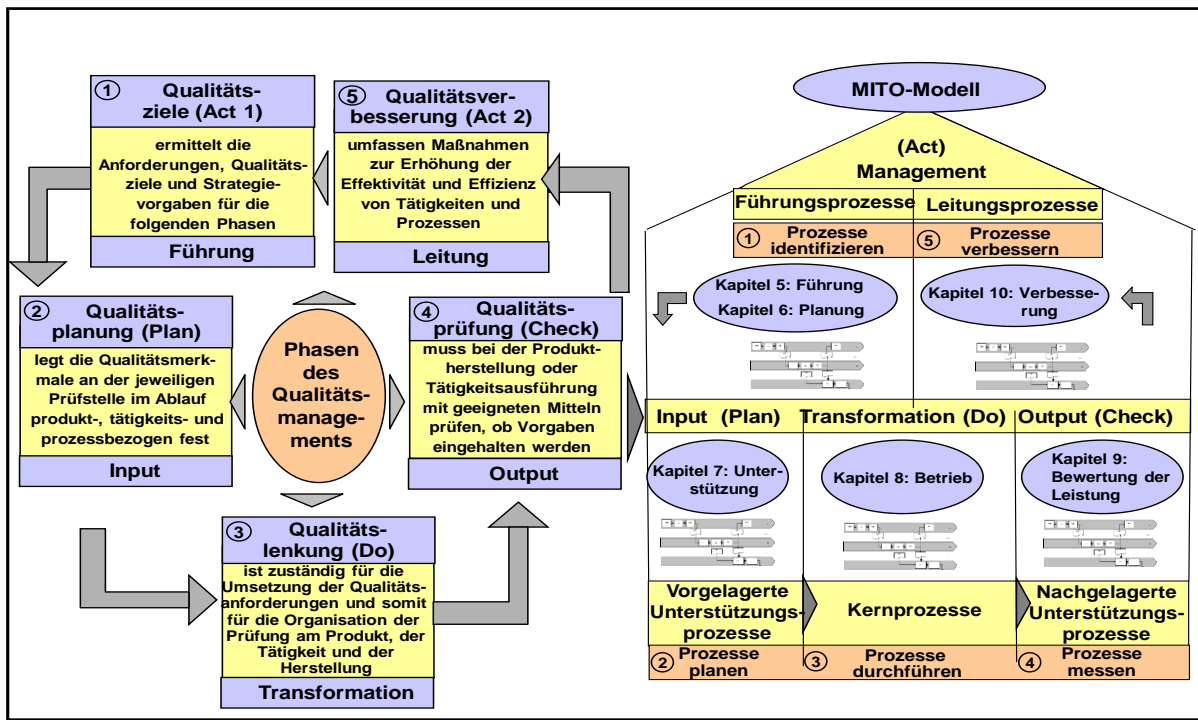 ①
Qualitäts-
ziele (Act 1)
ermittelt die
Anforderungen, Qualitäts-
ziele und Strategie-
vorgaben für die
folgenden Phasen
Führung
⑤
Qualitätsver-
besserung (Act 2)
umfassen Maßnahmen
zur Erhöhung der
Effektivität und Effizienz
von Tätigkeiten und
Prozessen
Leitung
②
Qualitäts-
planung (Plan)
legt die Qualitätsmerk-
male an der jeweiligen
Prüfstelle im Ablauf
produkt-, tätigkeits- und
prozessbezogen fest
Input
Phasen
des
Qualitäts-
manage-
ments
④
Qualitäts-
prüfung (Check)
muss bei der Produkt-
herstellung oder
Tätigkeitsausführung
mit geeigneten Mitteln
prüfen, ob Vorgaben
eingehalten werden
Output
③
Qualitäts-
lenkung (Do)
ist zuständig für die
Umsetzung der Qualitäts-
anforderungen und somit
für die Organisation der
Prüfung am Produkt, der
Tätigkeit und der
Herstellung
Transformation
MITO-Modell
(Act)
Management
Führungsprozesse
Leitungsprozesse
① Prozesse
identifizieren
⑤ Prozesse
verbessern
Kapitel 5: Führung
Kapitel 6: Planung
Kapitel 10: Verbesse-
rung
Input (Plan)
Transformation (Do)
Output (Check)
Kapitel 7: Unter-
stützung
Kapitel 8: Betrieb
Kapitel 9:
Bewertung der
Leistung
Vorgelagerte
Unterstützungs-
prozesse
Kernprozesse
Nachgelagerte
Unterstützungs-
prozesse
② Prozesse
planen
③ Prozesse
durchführen
④ Prozesse
messen